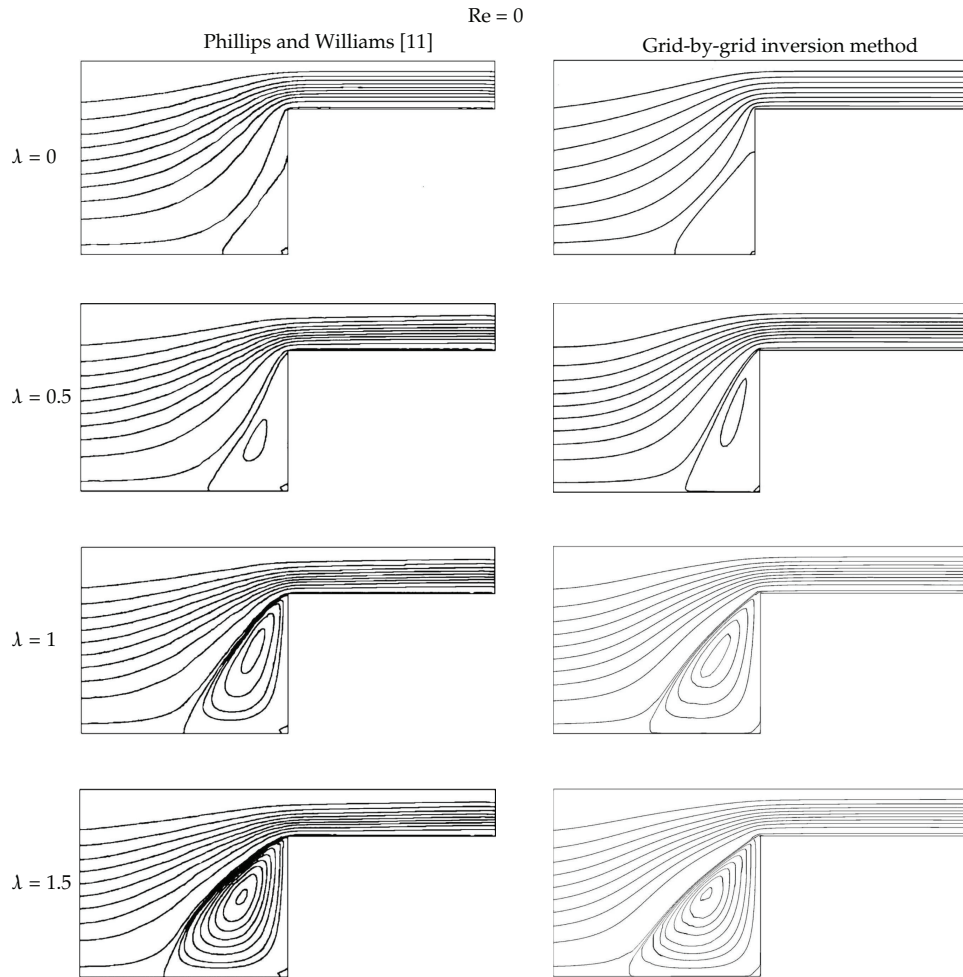 Re = 0
Phillips and Williams [11]
Grid-by-grid inversion method
λ = 0
λ = 0.5
λ = 1
λ = 1.5